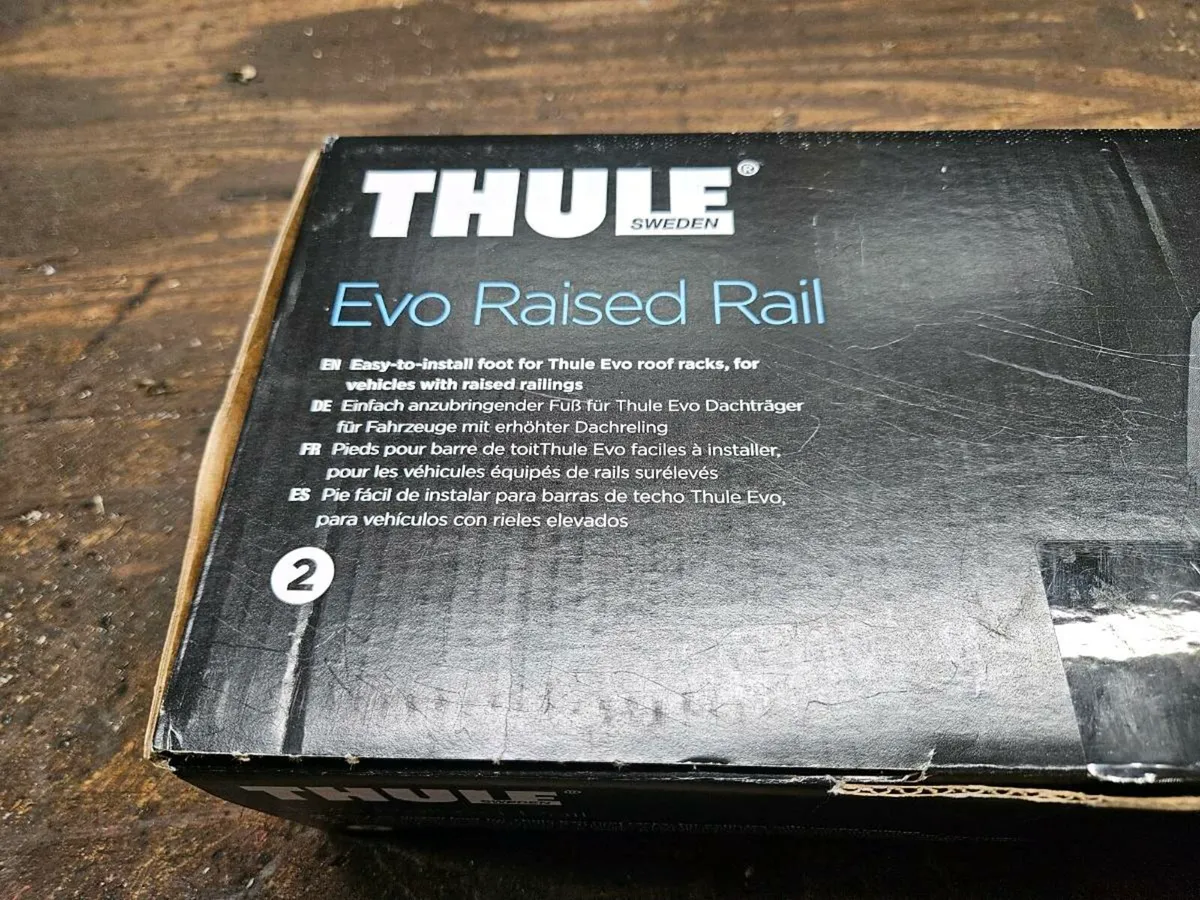 THULE®
SWEDEN
Evo Raised Rail
EN Easy-to-install foot for Thule Evo roof racks, for
vehicles with raised railings
DE Einfach anzubringender Fuß für Thule Evo Dachträger
für Fahrzeuge mit erhöhter Dachreling
FR Pieds pour barre de toitThule Evo faciles à installer,
pour les véhicules équipés de rails surélevés
ES Pie fácil de instalar para barras de techo Thule Evo,
para vehículos con rieles elevados
2
THULE®
SWEDEN